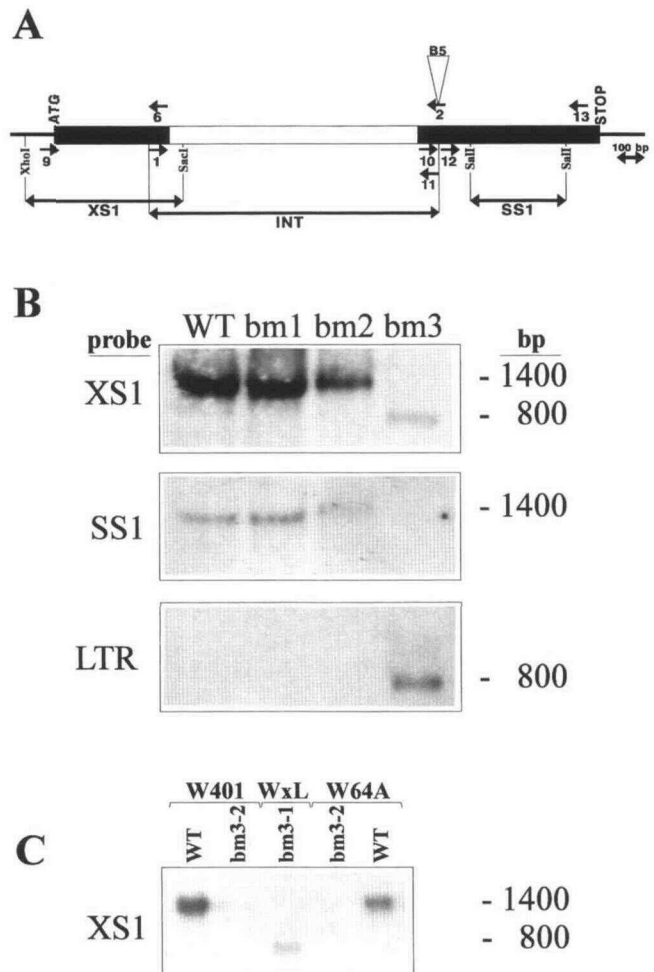 A
B5
ATG
6
2
13
STOP
XhoI
9
1
SacI
10
12
11
SalI
SalI
100 bp
XS1
INT
SS1
B
WT bm1 bm2 bm3
probe
bp
XS1
- 1400
- 800
SS1
- 1400
LTR
- 800
W401 WxL W64A
WT bm3-2 bm3-1 bm3-2 WT
C
XS1
- 1400
- 800